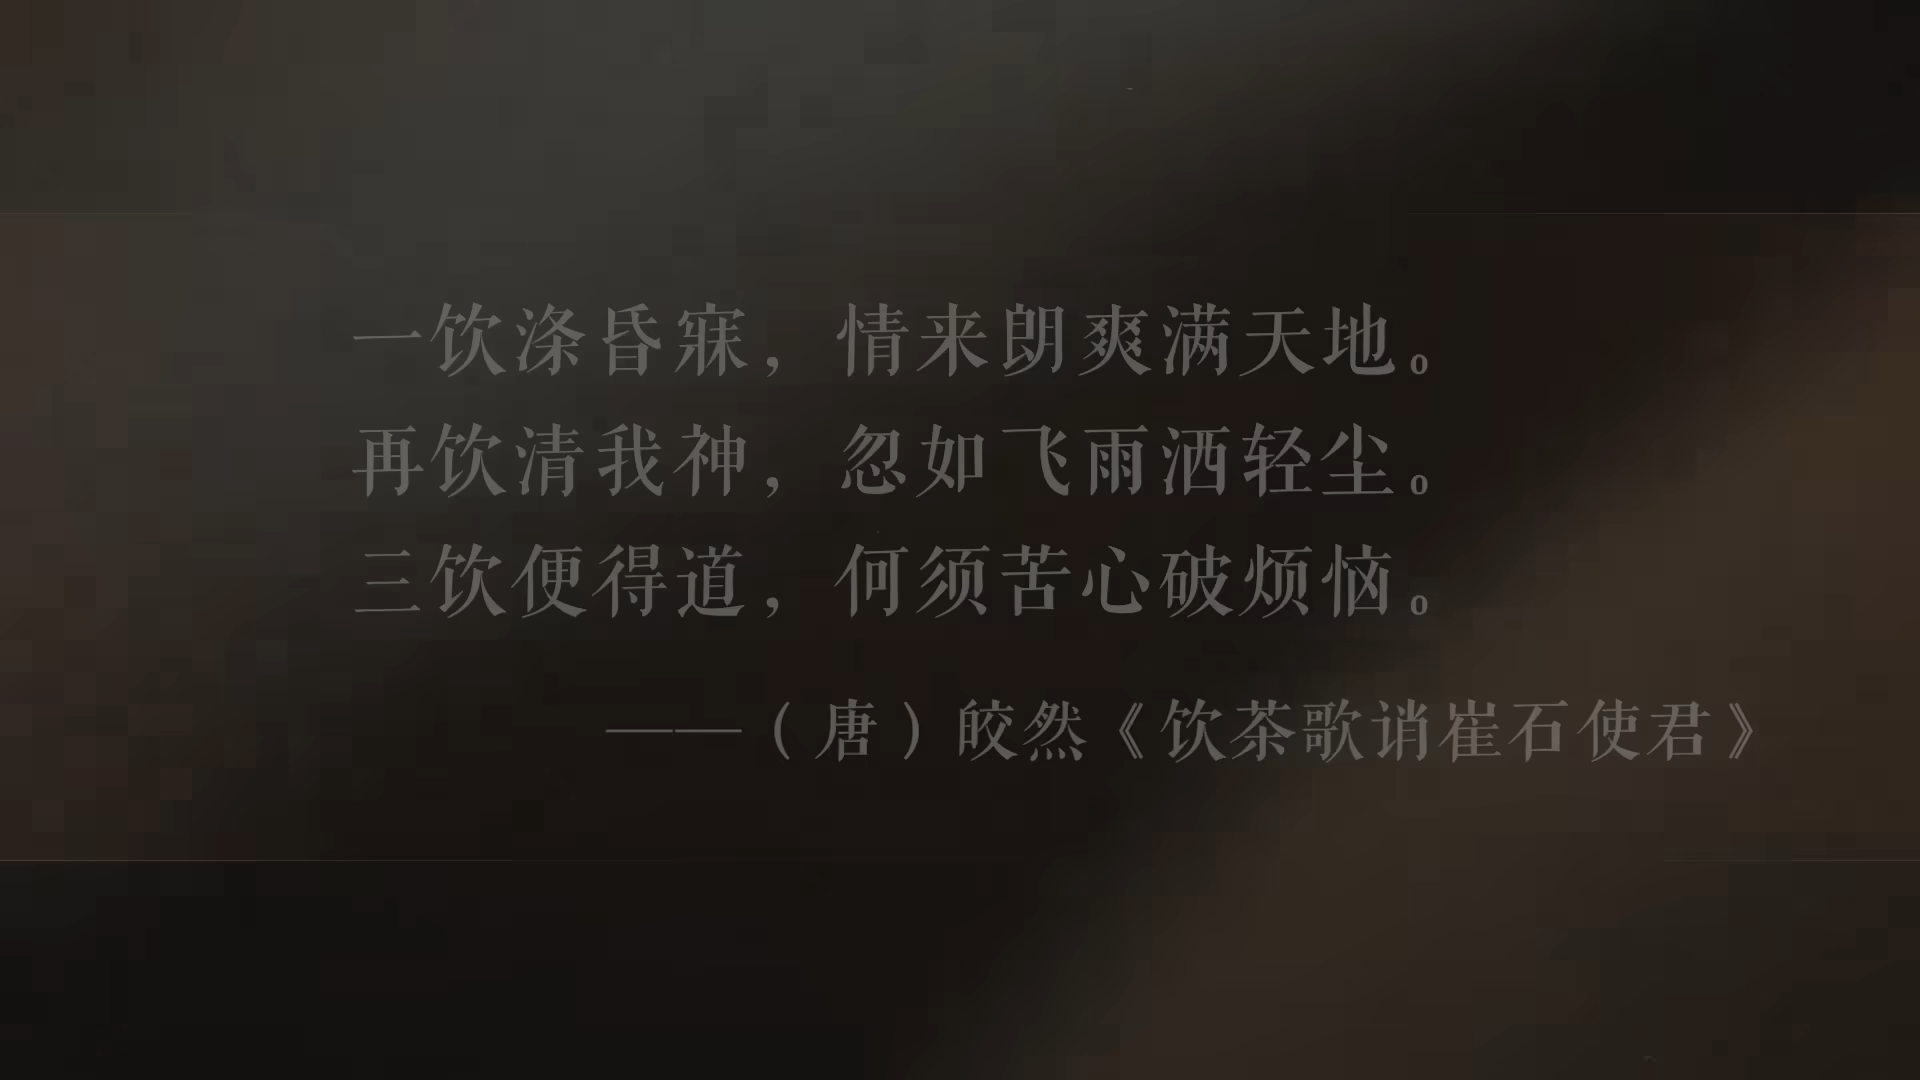 一饮涤昏寐，情来朗爽满天地。
再饮清我神，忽如飞雨洒轻尘。
三饮便得道，何须苦心破烦恼。
——（唐）皎然《饮茶歌诮崔石使君》